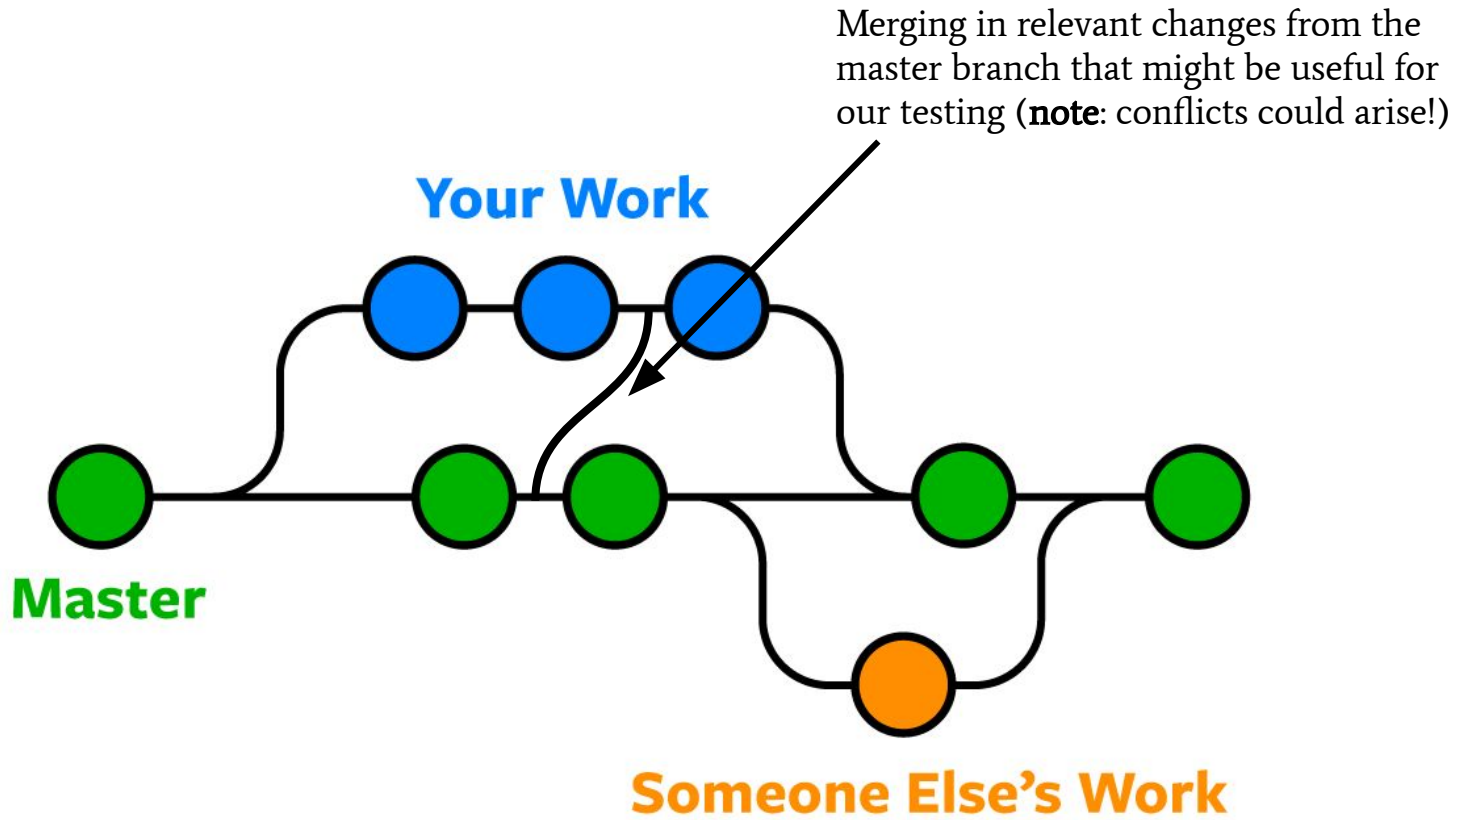 Merging in relevant changes from the
master branch that might be useful for
our testing (note: conflicts could arise!)
Your Work
Master
Someone Else’s Work